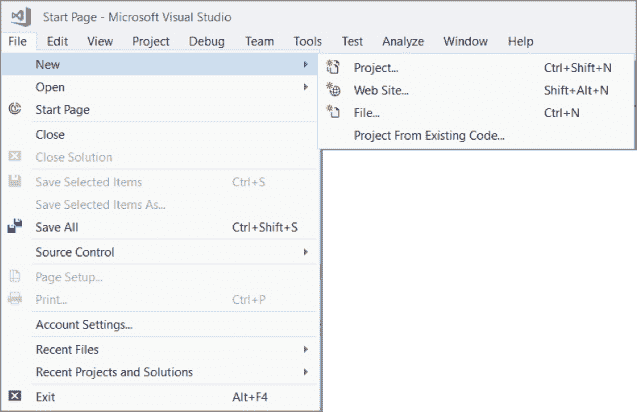 Start Page - Microsoft Visual Studio
File Edit View Project Debug Team Tools Test Analyze Window Help
New
Open
Start Page
Close
Close Solution
Save Selected Items Ctrl+S
Save Selected Items As...
Save All Ctrl+Shift+S
Source Control
Page Setup...
Print... Ctrl+P
Account Settings...
Recent Files
Recent Projects and Solutions
Exit Alt+F4
Project... Ctrl+Shift+N
Web Site... Shift+Alt+N
File... Ctrl+N
Project From Existing Code...